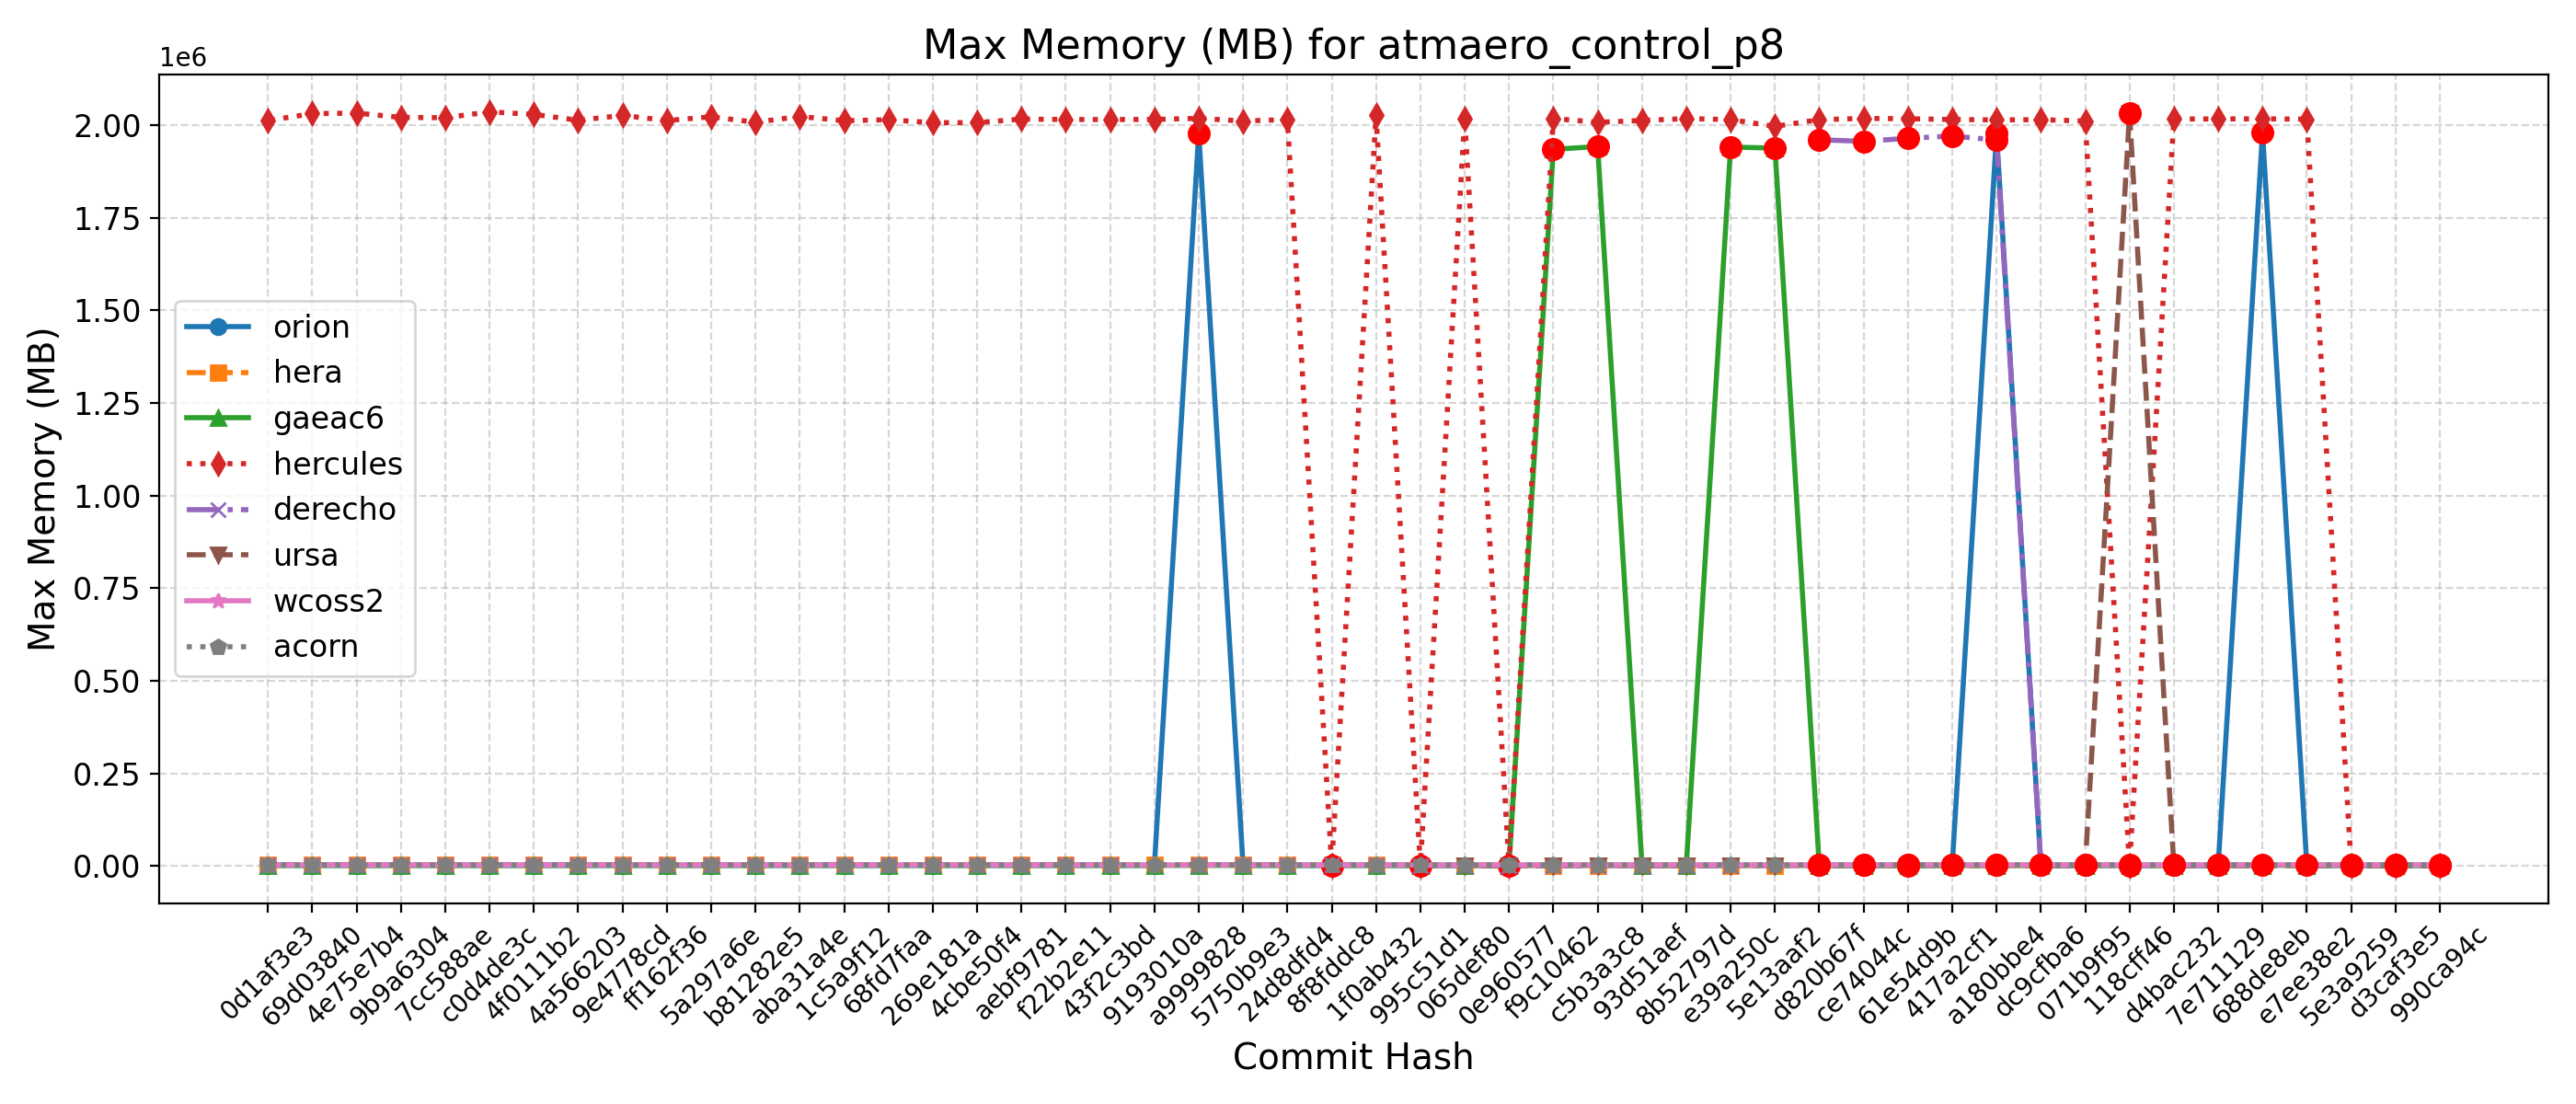 Max Memory (MB) for atmaero_control_p8
1e6
2.00
1.75
1.50
1.25
1.00
0.75
0.50
0.25
0.00
Max Memory (MB)
orion
hera
gaeac6
hercules
derecho
ursa
wcoss2
acorn
0d1af3e3
69d03840
4e75e7b4
9b9a6304
7cc588ae
c0d4de3c
4f0111b2
4a566203
9e4778cd
ff162f36
5a297a6e
b81282e5
aba31a4e
1c5a9f12
68fd7faa
269e181a
4cbe50f4
aebf9781
f22b2e11
43f2c3bd
9193010a
a9999828
5750b9e3
24d8dfd4
8f8fddc8
1f0ab432
995c51d1
065def80
0e960577
f9c10462
c5b3a3c8
93d51aef
8b52797d
e39a250c
5e13aaf2
d820b67f
ce74044c
61e54d9b
417a2cf1
a180bbe4
dc9cfba6
071b9f95
118cff46
d4bac232
7e711129
688de8eb
e7ee38e2
5e3a9259
d3caf3e5
990ca94c
Commit Hash